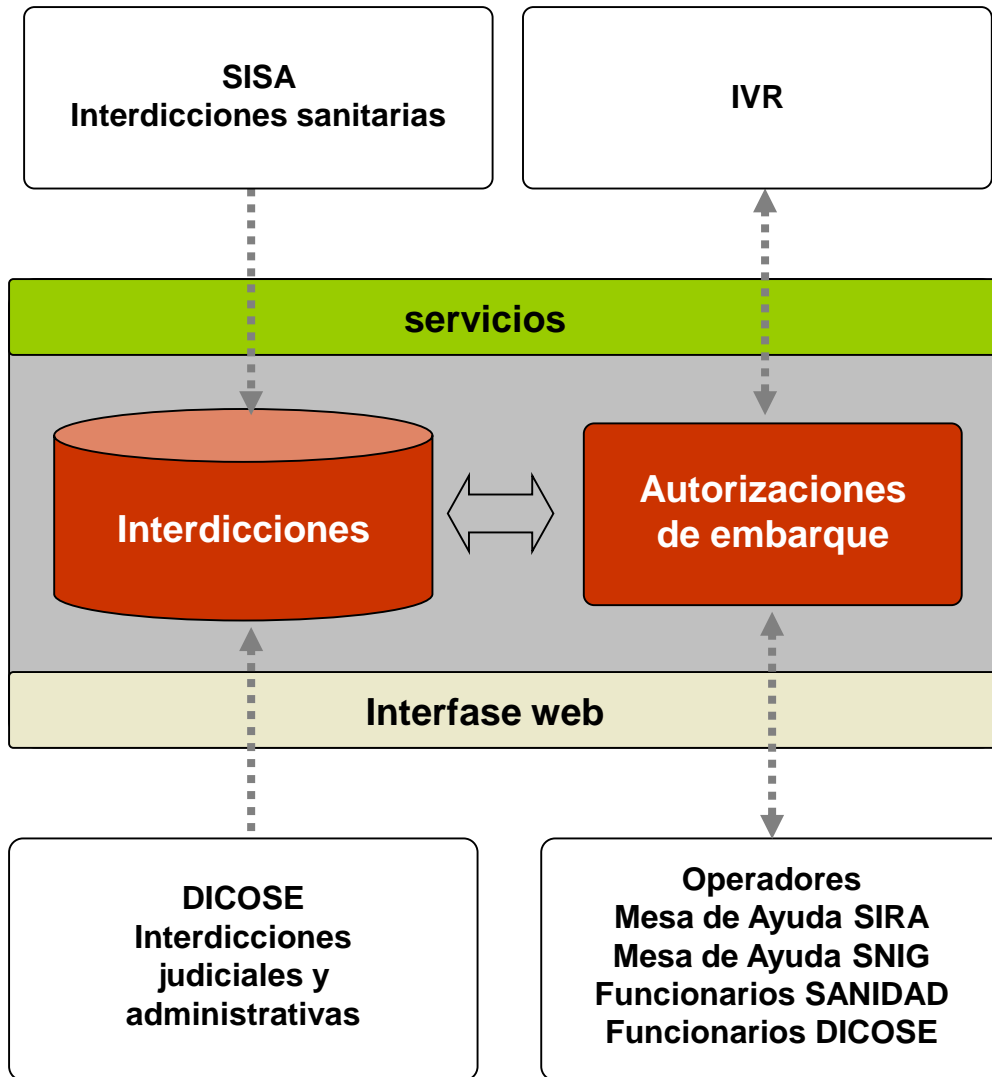 SISA
Interdicciones sanitarias
IVR
servicios
Interdicciones
Autorizaciones
de embarque
Interfase web
DICOSE
Interdicciones
judiciales y
administrativas
Operadores
Mesa de Ayuda SIRA
Mesa de Ayuda SNIG
Funcionarios SANIDAD
Funcionarios DICOSE